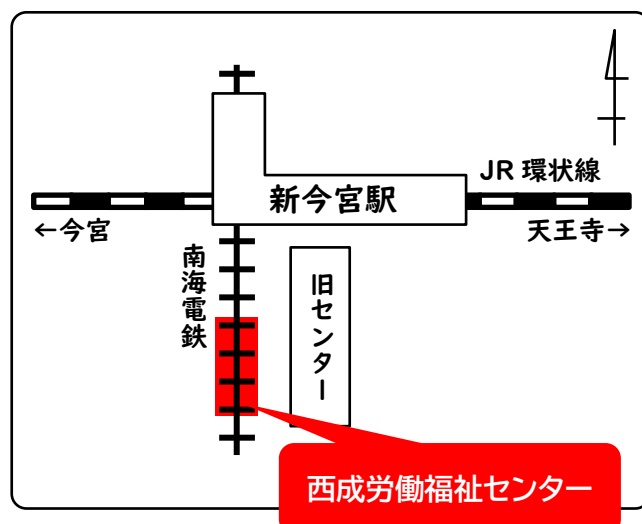 JR 環状線
新今宮駅
←今宮
天王寺→
南海電鉄
旧センター
西成労働福祉センター